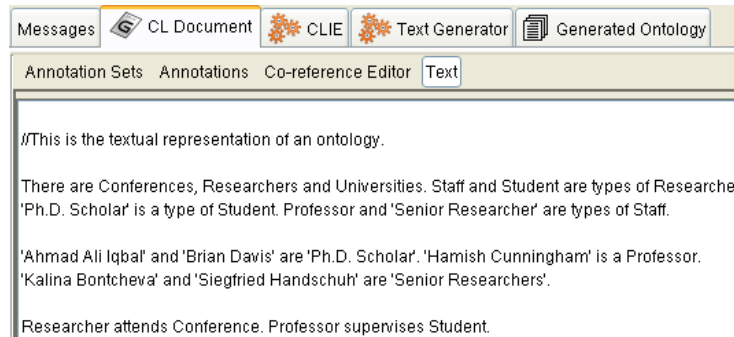 Messages CL Document CLIE Text Generator Generated Ontology
Annotation Sets Annotations Co-reference Editor Text
//This is the textual representation of an ontology.
There are Conferences, Researchers and Universities. Staff and Student are types of Researche
'Ph.D. Scholar' is a type of Student. Professor and 'Senior Researcher' are types of Staff.
'Ahmad Ali Iqbal' and 'Brian Davis' are 'Ph.D. Scholar'. 'Hamish Cunningham' is a Professor.
'Kalina Bontcheva' and 'Siegfried Handschuh' are 'Senior Researchers'.
Researcher attends Conference. Professor supervises Student.